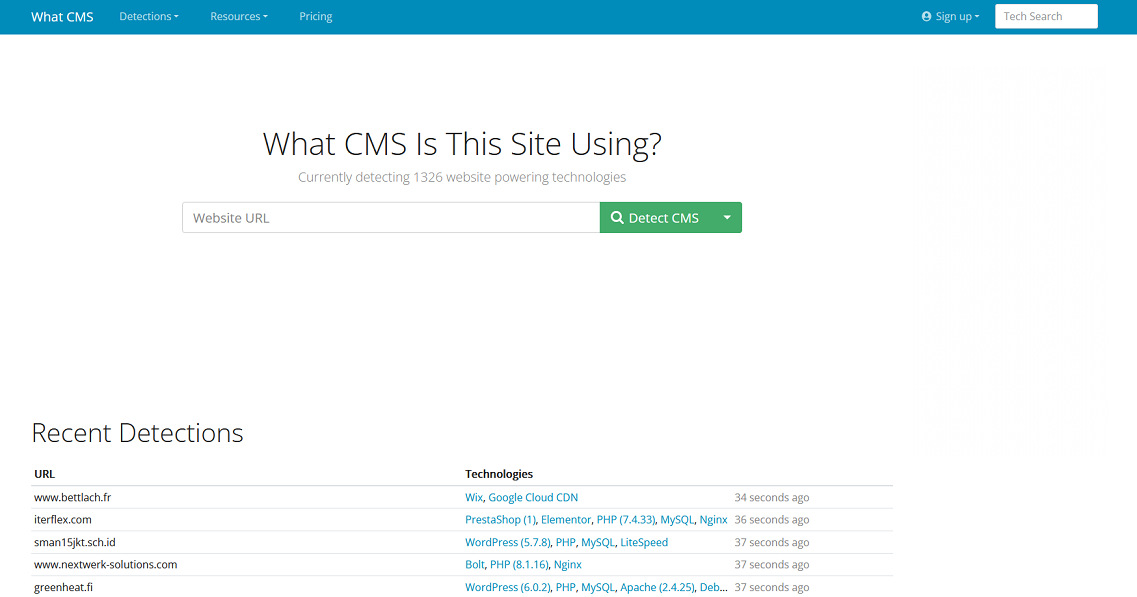 What CMS Detections Resources Pricing Sign up Tech Search
What CMS Is This Site Using?
Currently detecting 1326 website powering technologies
Website URL Detect CMS
Recent Detections
URL Technologies
www.bettlach.fr Wix, Google Cloud CDN 34 seconds ago
iterflex.com PrestaShop (1), Elementor, PHP (7.4.33), MySQL, Nginx 36 seconds ago
sman15jkt.sch.id WordPress (5.7.8), PHP, MySQL, LiteSpeed 37 seconds ago
www.nextwerk-solutions.com Bolt, PHP (8.1.16), Nginx 37 seconds ago
greenheat.fi WordPress (6.0.2), PHP, MySQL, Apache (2.4.25), Deb... 37 seconds ago